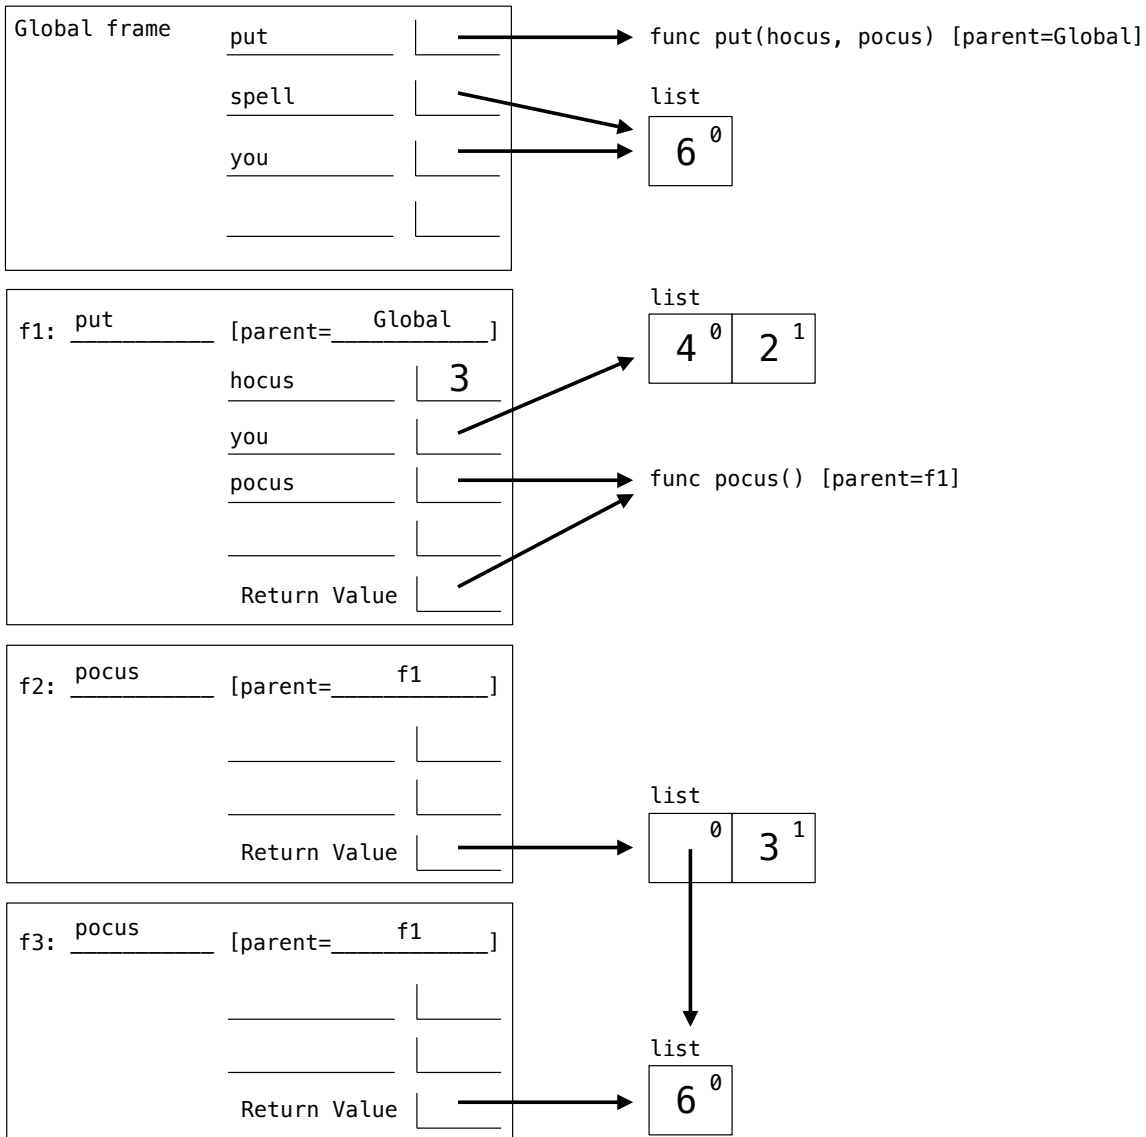 Global frame
put
func put(hocus, pocus) [parent=Global]
spell
list
6 0
you
f1: put [parent=Global]
list
4 0 2 1
hocus 3
you
pocus
func pocus() [parent=f1]
Return Value
f2: pocus [parent=f1]
list
0 3 1
Return Value
f3: pocus [parent=f1]
list
6 0
Return Value